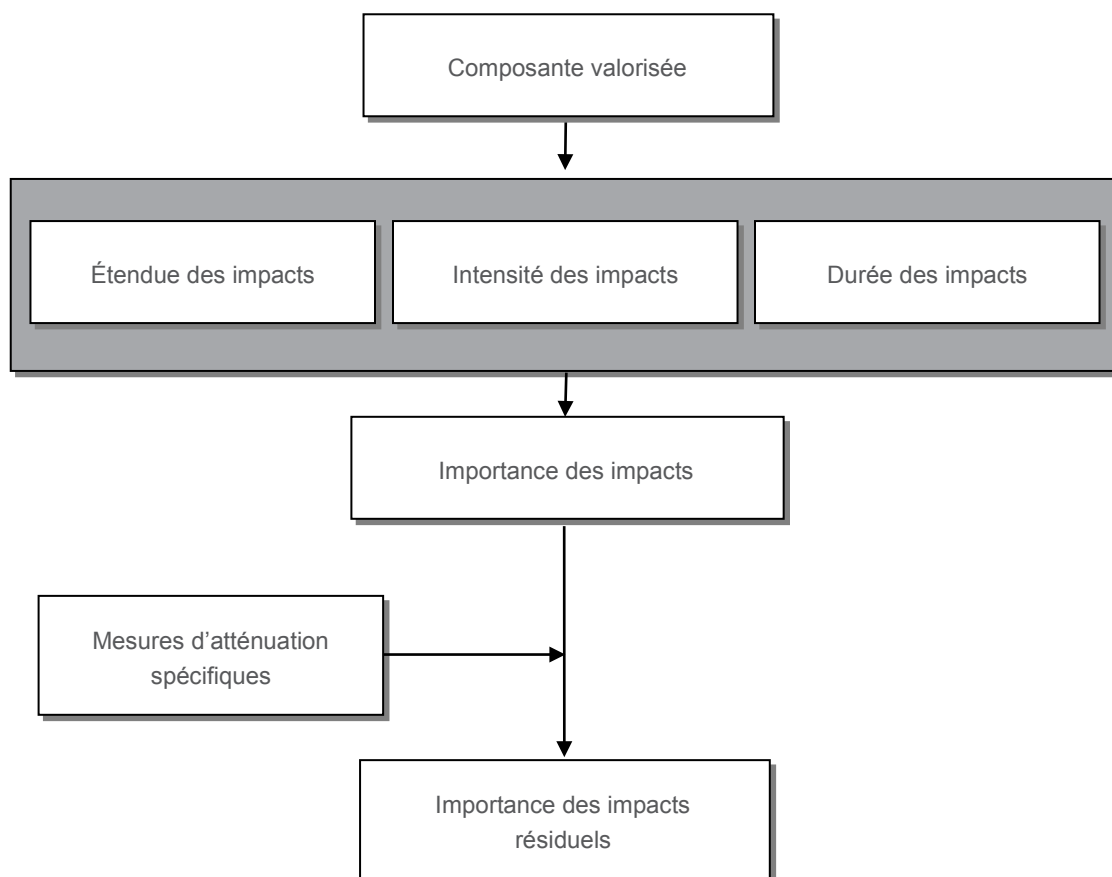 Composante valorisée
Étendue des impacts
Intensité des impacts
Durée des impacts
Importance des impacts
Mesures d’atténuation
spécifiques
Importance des impacts
résiduels